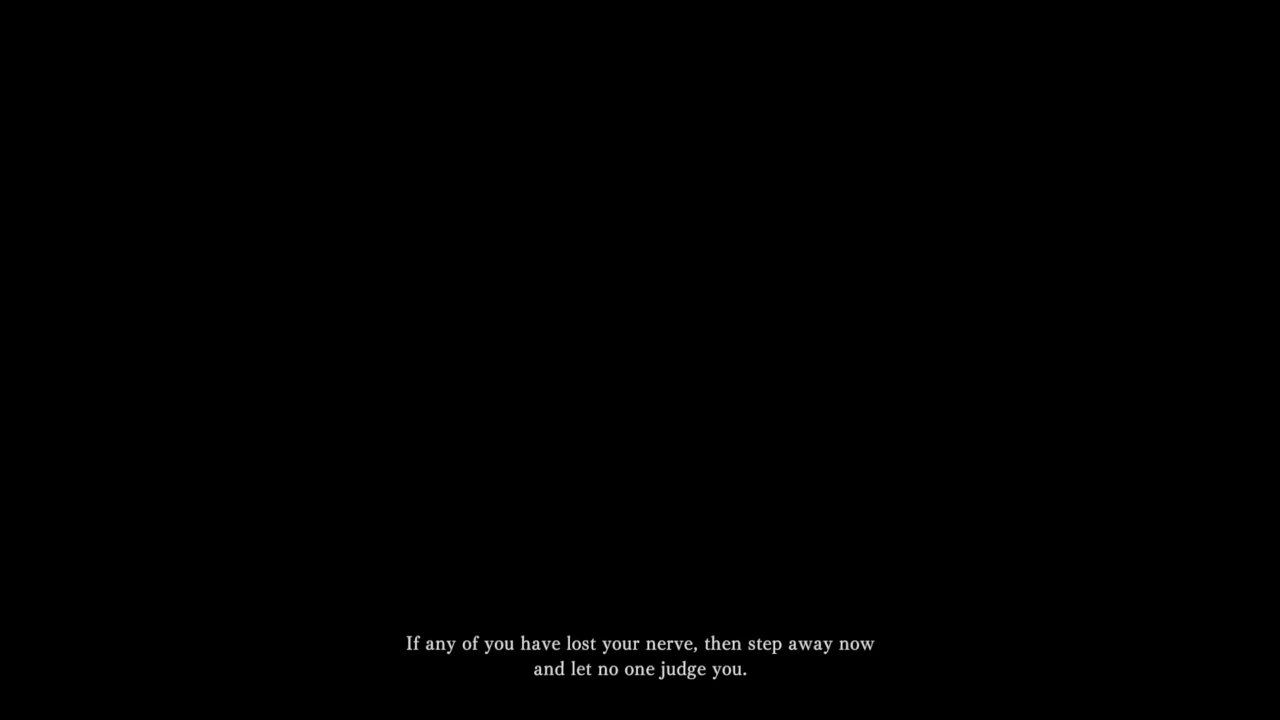 If any of you have lost your nerve, then step away now
and let no one judge you.